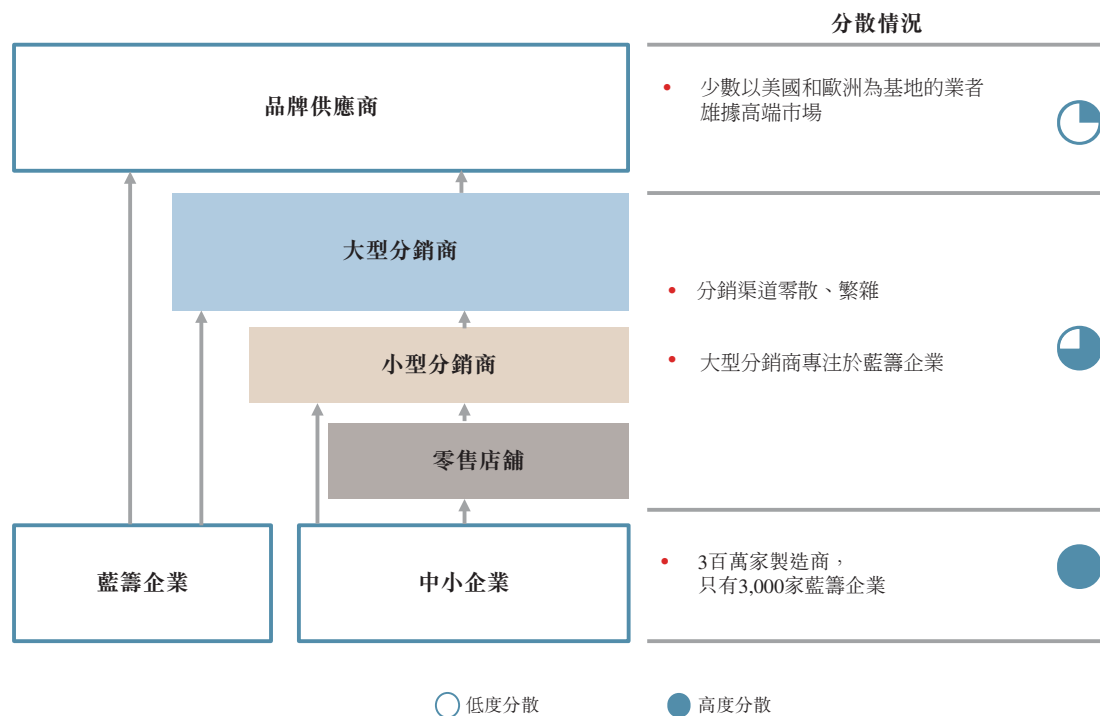 分散情況
品牌供應商
• 少數以美國和歐洲為基地的業者
雄據高端市場
大型分銷商
• 分銷渠道零散、繁雜
小型分銷商
• 大型分銷商專注於藍籌企業
零售店舖
藍籌企業
中小企業
• 3百萬家製造商，
只有3,000家藍籌企業
低度分散
高度分散